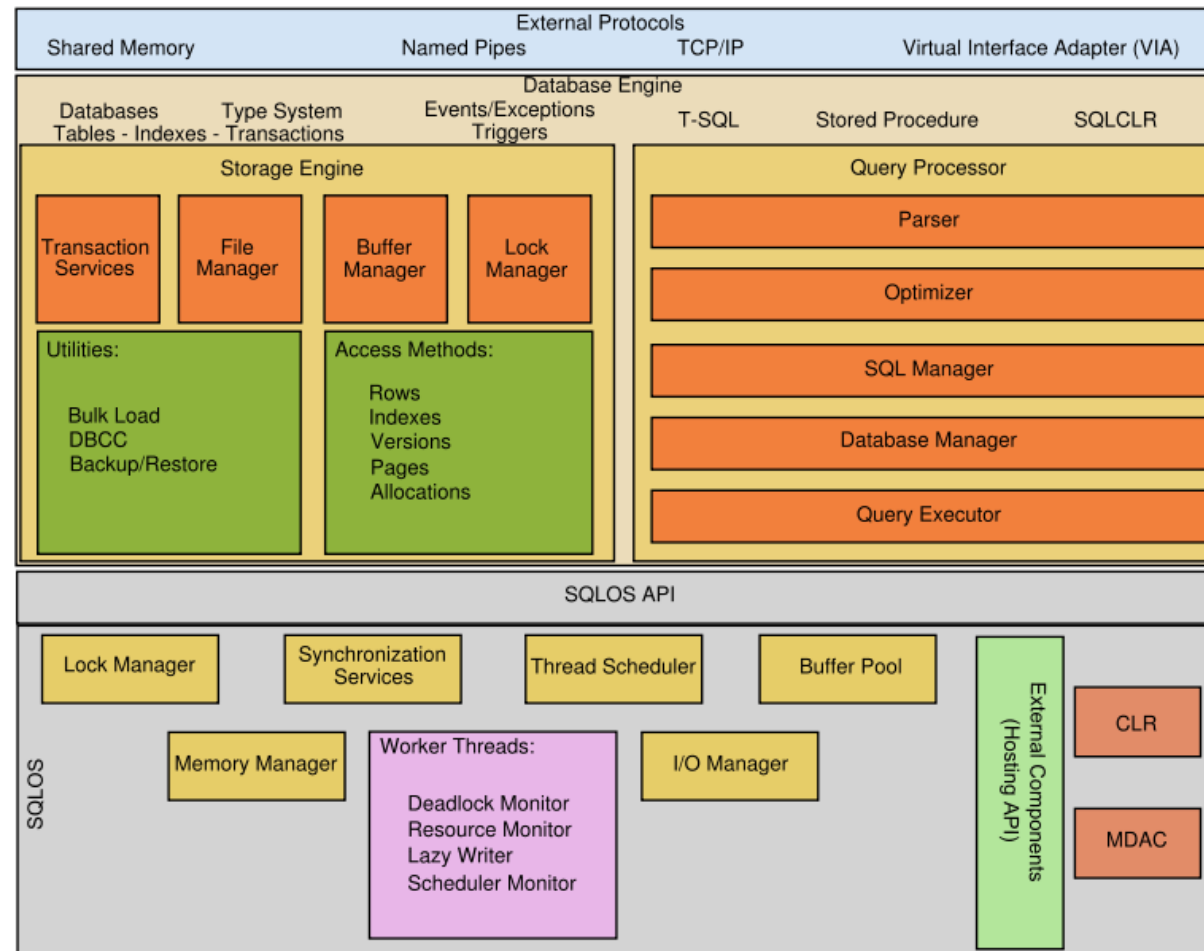 External Protocols
Shared Memory
Named Pipes
TCP/IP
Virtual Interface Adapter (VIA)
Database Engine
Databases
Type System
Tables - Indexes - Transactions
Events/Exceptions
Triggers
T-SQL
Stored Procedure
SQLCLR
Storage Engine
Transaction
Services
File
Manager
Buffer
Manager
Lock
Manager
Utilities:
Bulk Load
DBCC
Backup/Restore
Access Methods:
Rows
Indexes
Versions
Pages
Allocations
Query Processor
Parser
Optimizer
SQL Manager
Database Manager
Query Executor
SQLOS API
SQLOS
Lock Manager
Synchronization
Services
Thread Scheduler
Buffer Pool
Memory Manager
Worker Threads:
Deadlock Monitor
Resource Monitor
Lazy Writer
Scheduler Monitor
I/O Manager
External Components
(Hosting API)
CLR
MDAC